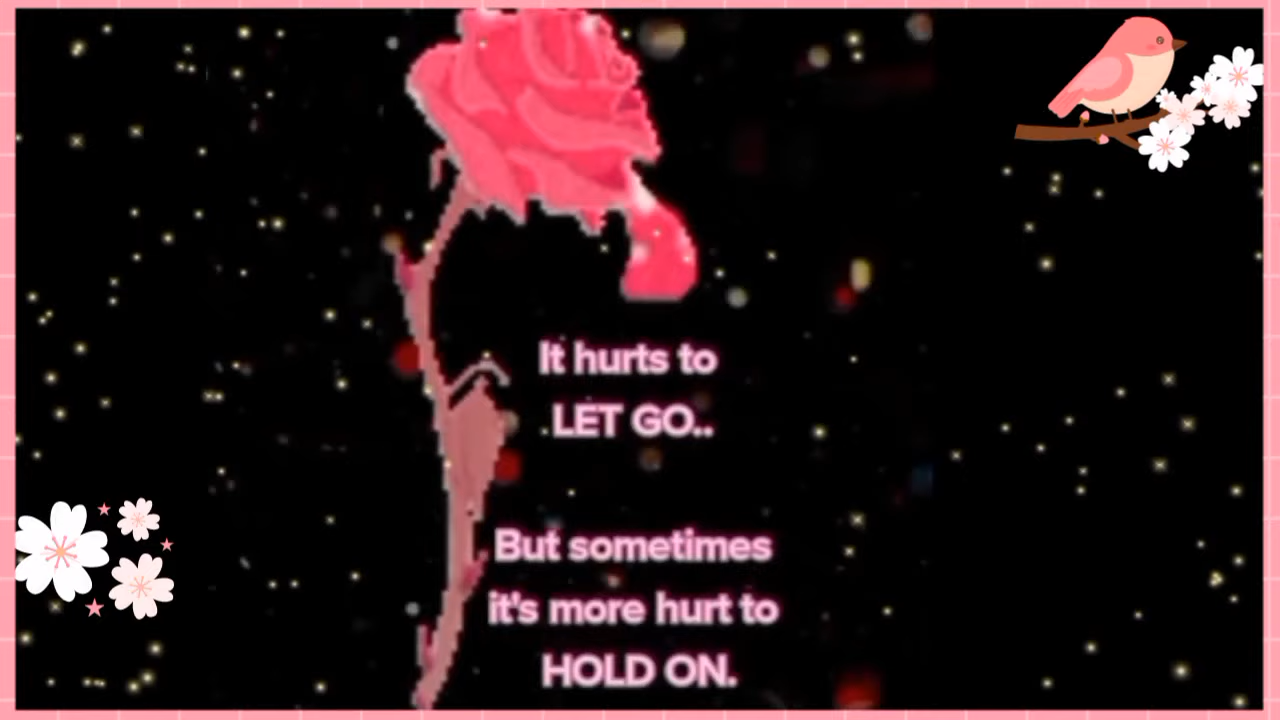 It hurts to
LET GO..
But sometimes
it's more hurt to
HOLD ON.